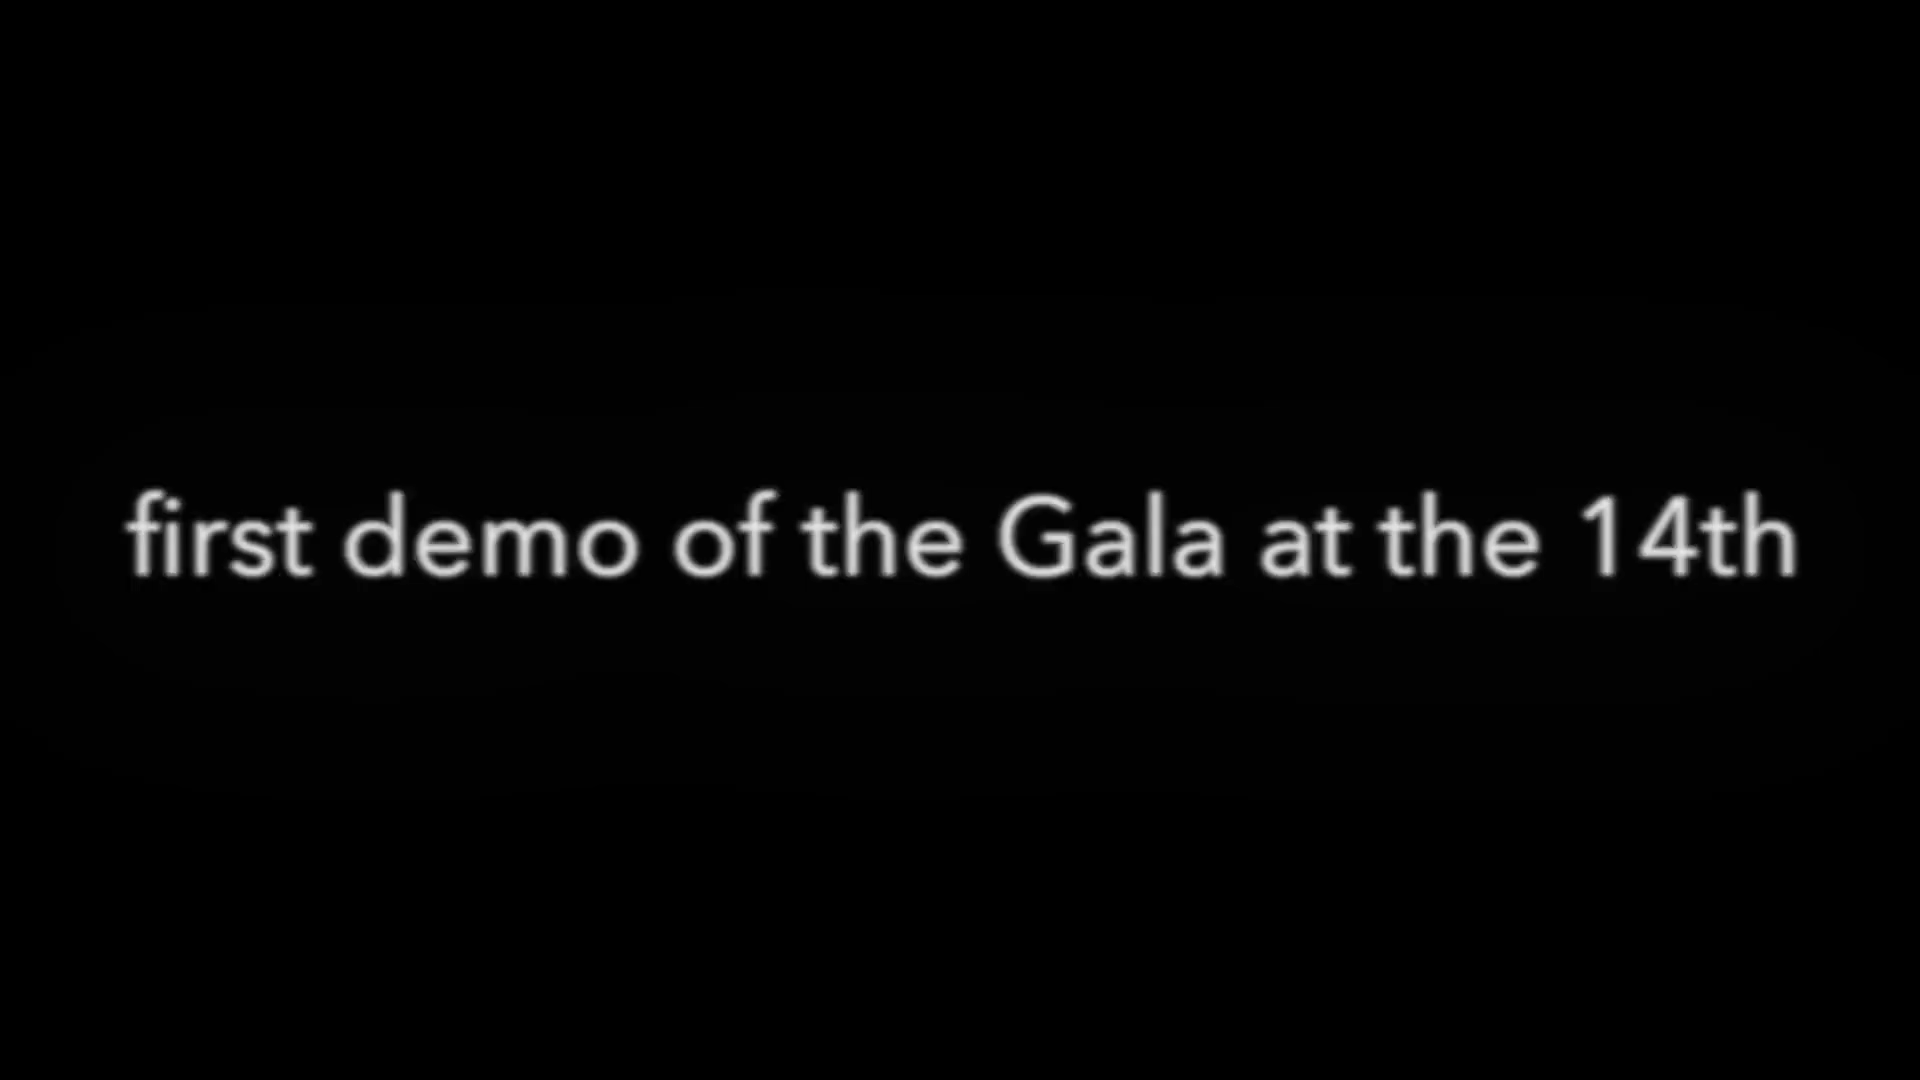 first demo of the Gala at the 14th